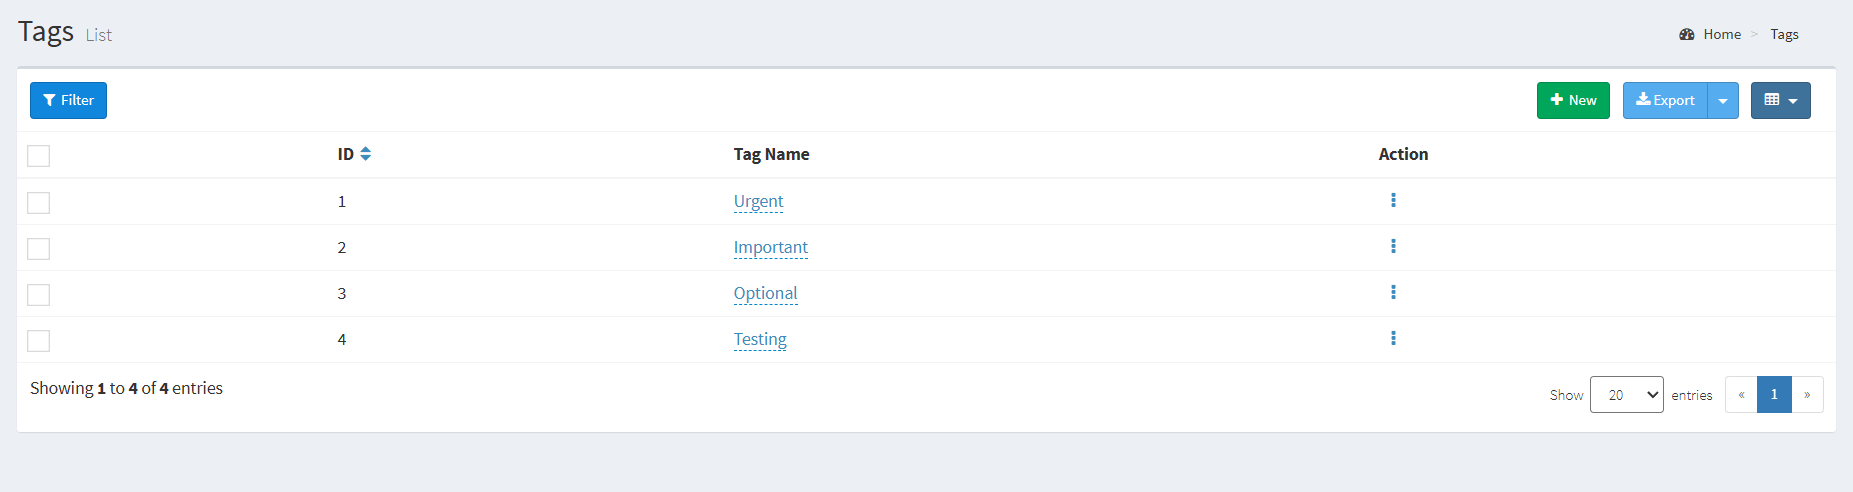 Tags List
Home > Tags
Filter
New Export
ID Tag Name Action
1 Urgent
2 Important
3 Optional
4 Testing
Showing 1 to 4 of 4 entries
Show 20 entries « 1 »